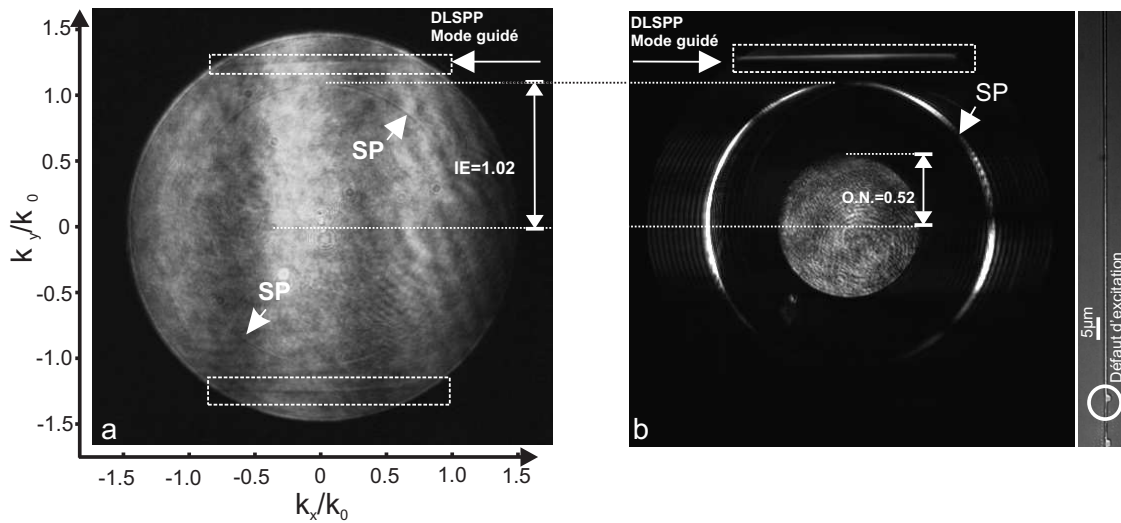 DLSPP
Mode guidé
SP
IE=1.02
SP
a
k_y/k_0
1.5
1.0
0.5
0
-0.5
-1.0
-1.5
-1.5
-1.0
-0.5
0
0.5
1.0
1.5
k_x/k_0
DLSPP
Mode guidé
SP
O.N.=0.52
b
5µm
Défaut d'excitation